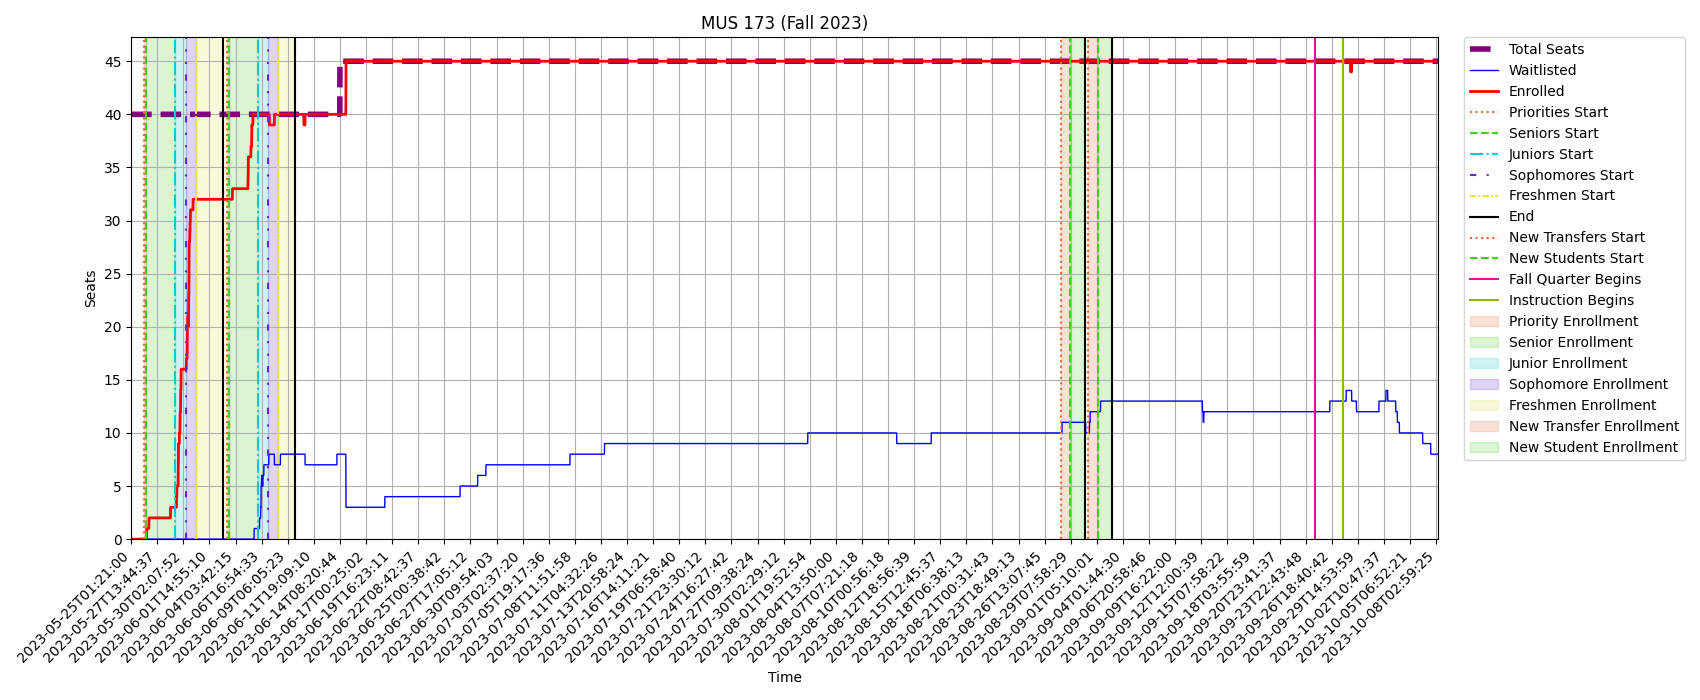 MUS 173 (Fall 2023)
Seats
45
40
35
30
25
20
15
10
5
0
2023-05-25T01:21:00
2023-05-27T13:44:37
2023-05-30T02:07:52
2023-06-01T14:55:10
2023-06-04T03:42:15
2023-06-06T16:54:33
2023-06-09T06:05:23
2023-06-11T19:09:10
2023-06-14T08:20:44
2023-06-17T00:25:02
2023-06-19T16:23:11
2023-06-22T08:42:37
2023-06-25T00:38:42
2023-06-27T17:05:12
2023-06-30T09:54:03
2023-07-03T02:37:20
2023-07-05T19:17:36
2023-07-08T11:51:58
2023-07-11T04:32:26
2023-07-13T20:58:24
2023-07-16T14:11:21
2023-07-19T06:58:40
2023-07-21T23:30:12
2023-07-24T16:27:42
2023-07-27T09:38:24
2023-07-30T02:29:12
2023-08-01T19:52:54
2023-08-04T13:50:00
2023-08-07T07:21:18
2023-08-10T00:56:18
2023-08-12T18:56:39
2023-08-15T12:45:37
2023-08-18T06:38:13
2023-08-21T00:31:43
2023-08-23T18:49:13
2023-08-26T13:07:45
2023-08-29T07:58:29
2023-09-01T05:10:01
2023-09-04T01:44:30
2023-09-06T20:58:46
2023-09-09T16:22:00
2023-09-12T12:00:39
2023-09-15T07:58:22
2023-09-18T03:55:59
2023-09-20T23:41:37
2023-09-23T22:43:48
2023-09-26T18:40:42
2023-09-29T14:53:59
2023-10-02T10:47:37
2023-10-05T06:52:21
2023-10-08T02:59:25
Time
Total Seats
Waitlisted
Enrolled
Priorities Start
Seniors Start
Juniors Start
Sophomores Start
Freshmen Start
End
New Transfers Start
New Students Start
Fall Quarter Begins
Instruction Begins
Priority Enrollment
Senior Enrollment
Junior Enrollment
Sophomore Enrollment
Freshmen Enrollment
New Transfer Enrollment
New Student Enrollment